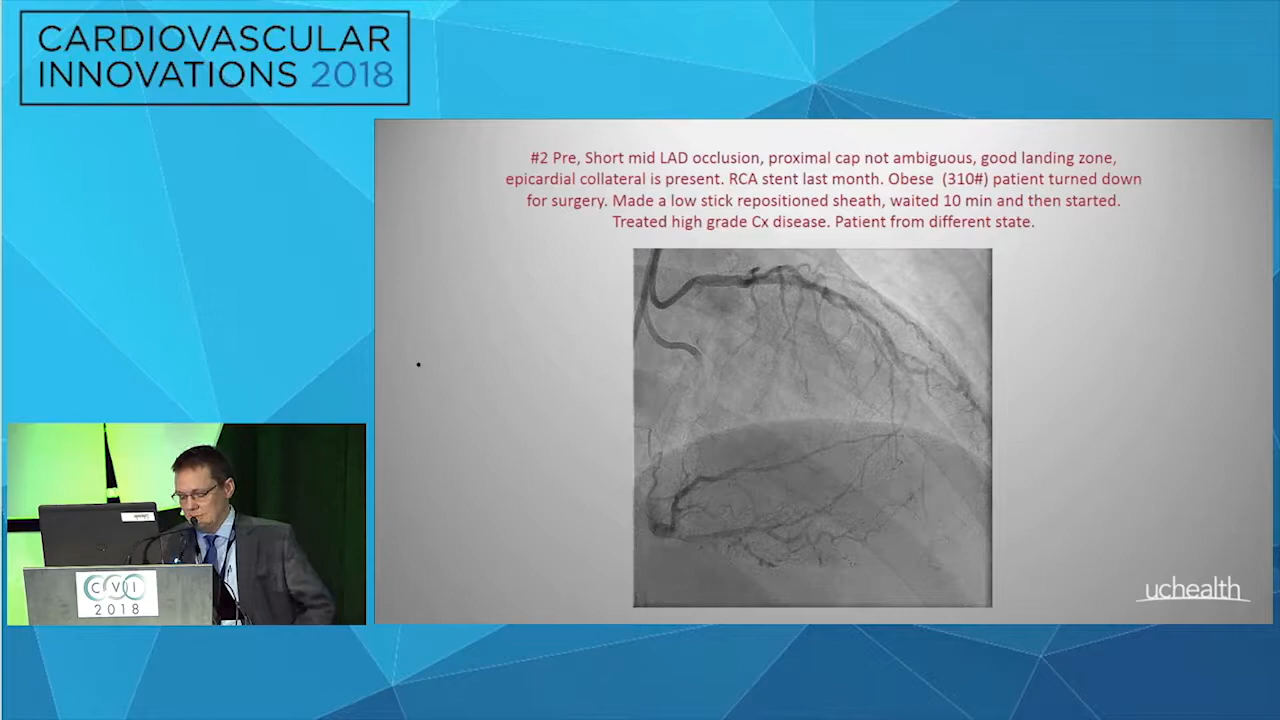 CARDIOVASCULAR
INNOVATIONS 2018
#2 Pre, Short mid LAD occlusion, proximal cap not ambiguous, good landing zone,
epicardial collateral is present. RCA stent last month. Obese (310#) patient turned down
for surgery. Made a low stick repositioned sheath, waited 10 min and then started.
Treated high grade Cx disease. Patient from different state.
CVI
2018
uchealth